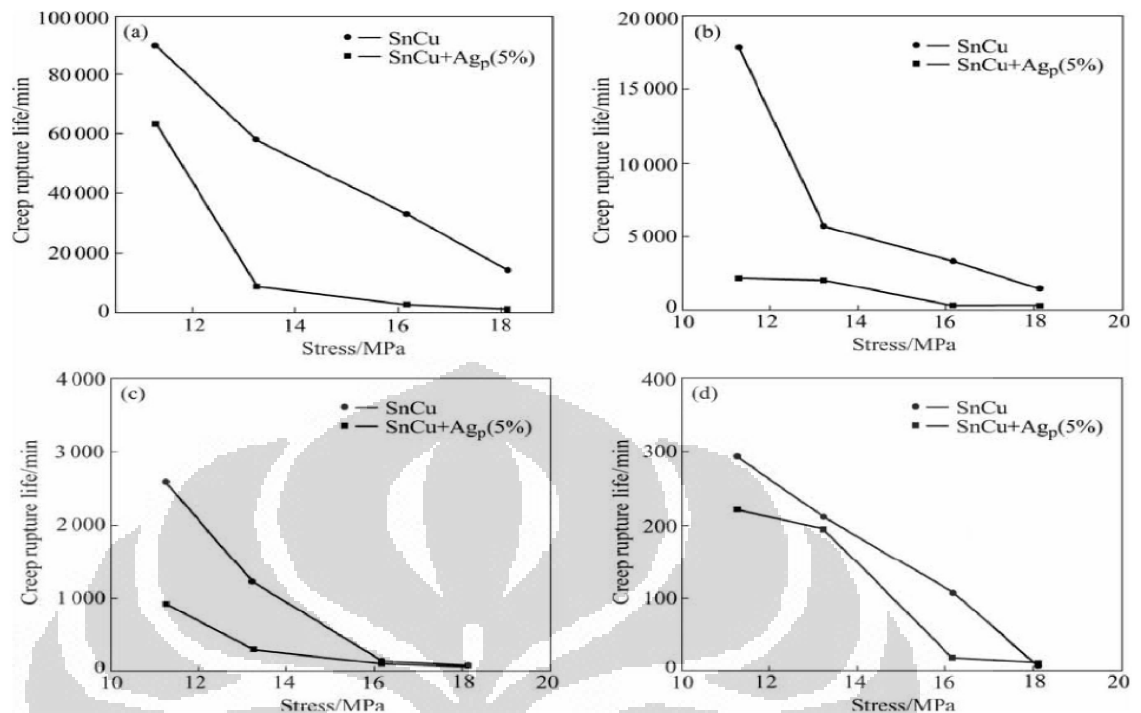 (a)
SnCu
SnCu+Agp(5%)
Creep rupture life/min
100 000
80 000
60 000
40 000
20 000
0
12 14 16 18
Stress/MPa
(b)
SnCu
SnCu+Agp(5%)
Creep rupture life/min
20 000
15 000
10 000
5 000
0
10 12 14 16 18 20
Stress/MPa
(c)
SnCu
SnCu+Agp(5%)
Creep rupture life/min
4 000
3 000
2 000
1 000
0
10 12 14 16 18 20
Stress/MPa
(d)
SnCu
SnCu+Agp(5%)
Creep rupture life/min
400
300
200
100
0
10 12 14 16 18 20
Stress/MPa